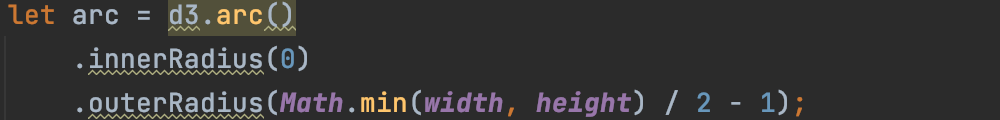 let arc = d3.arc()
.innerRadius(0)
.outerRadius(Math.min(width, height) / 2 - 1);